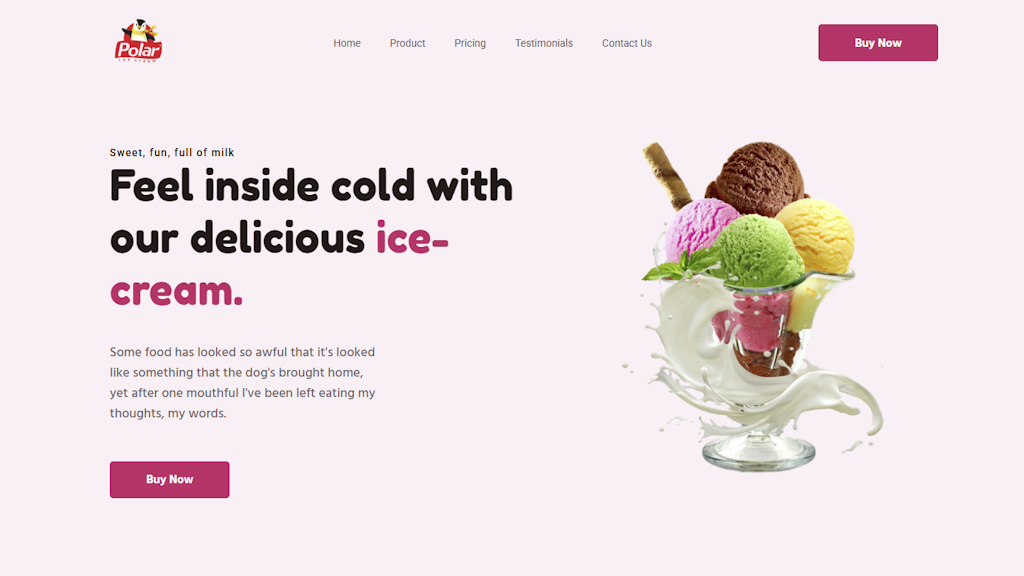 Polar
ice cream
Home
Product
Pricing
Testimonials
Contact Us
Buy Now
Sweet, fun, full of milk
Feel inside cold with
our delicious ice-
cream.
Some food has looked so awful that it's looked
like something that the dog's brought home,
yet after one mouthful I've been left eating my
thoughts, my words.
Buy Now